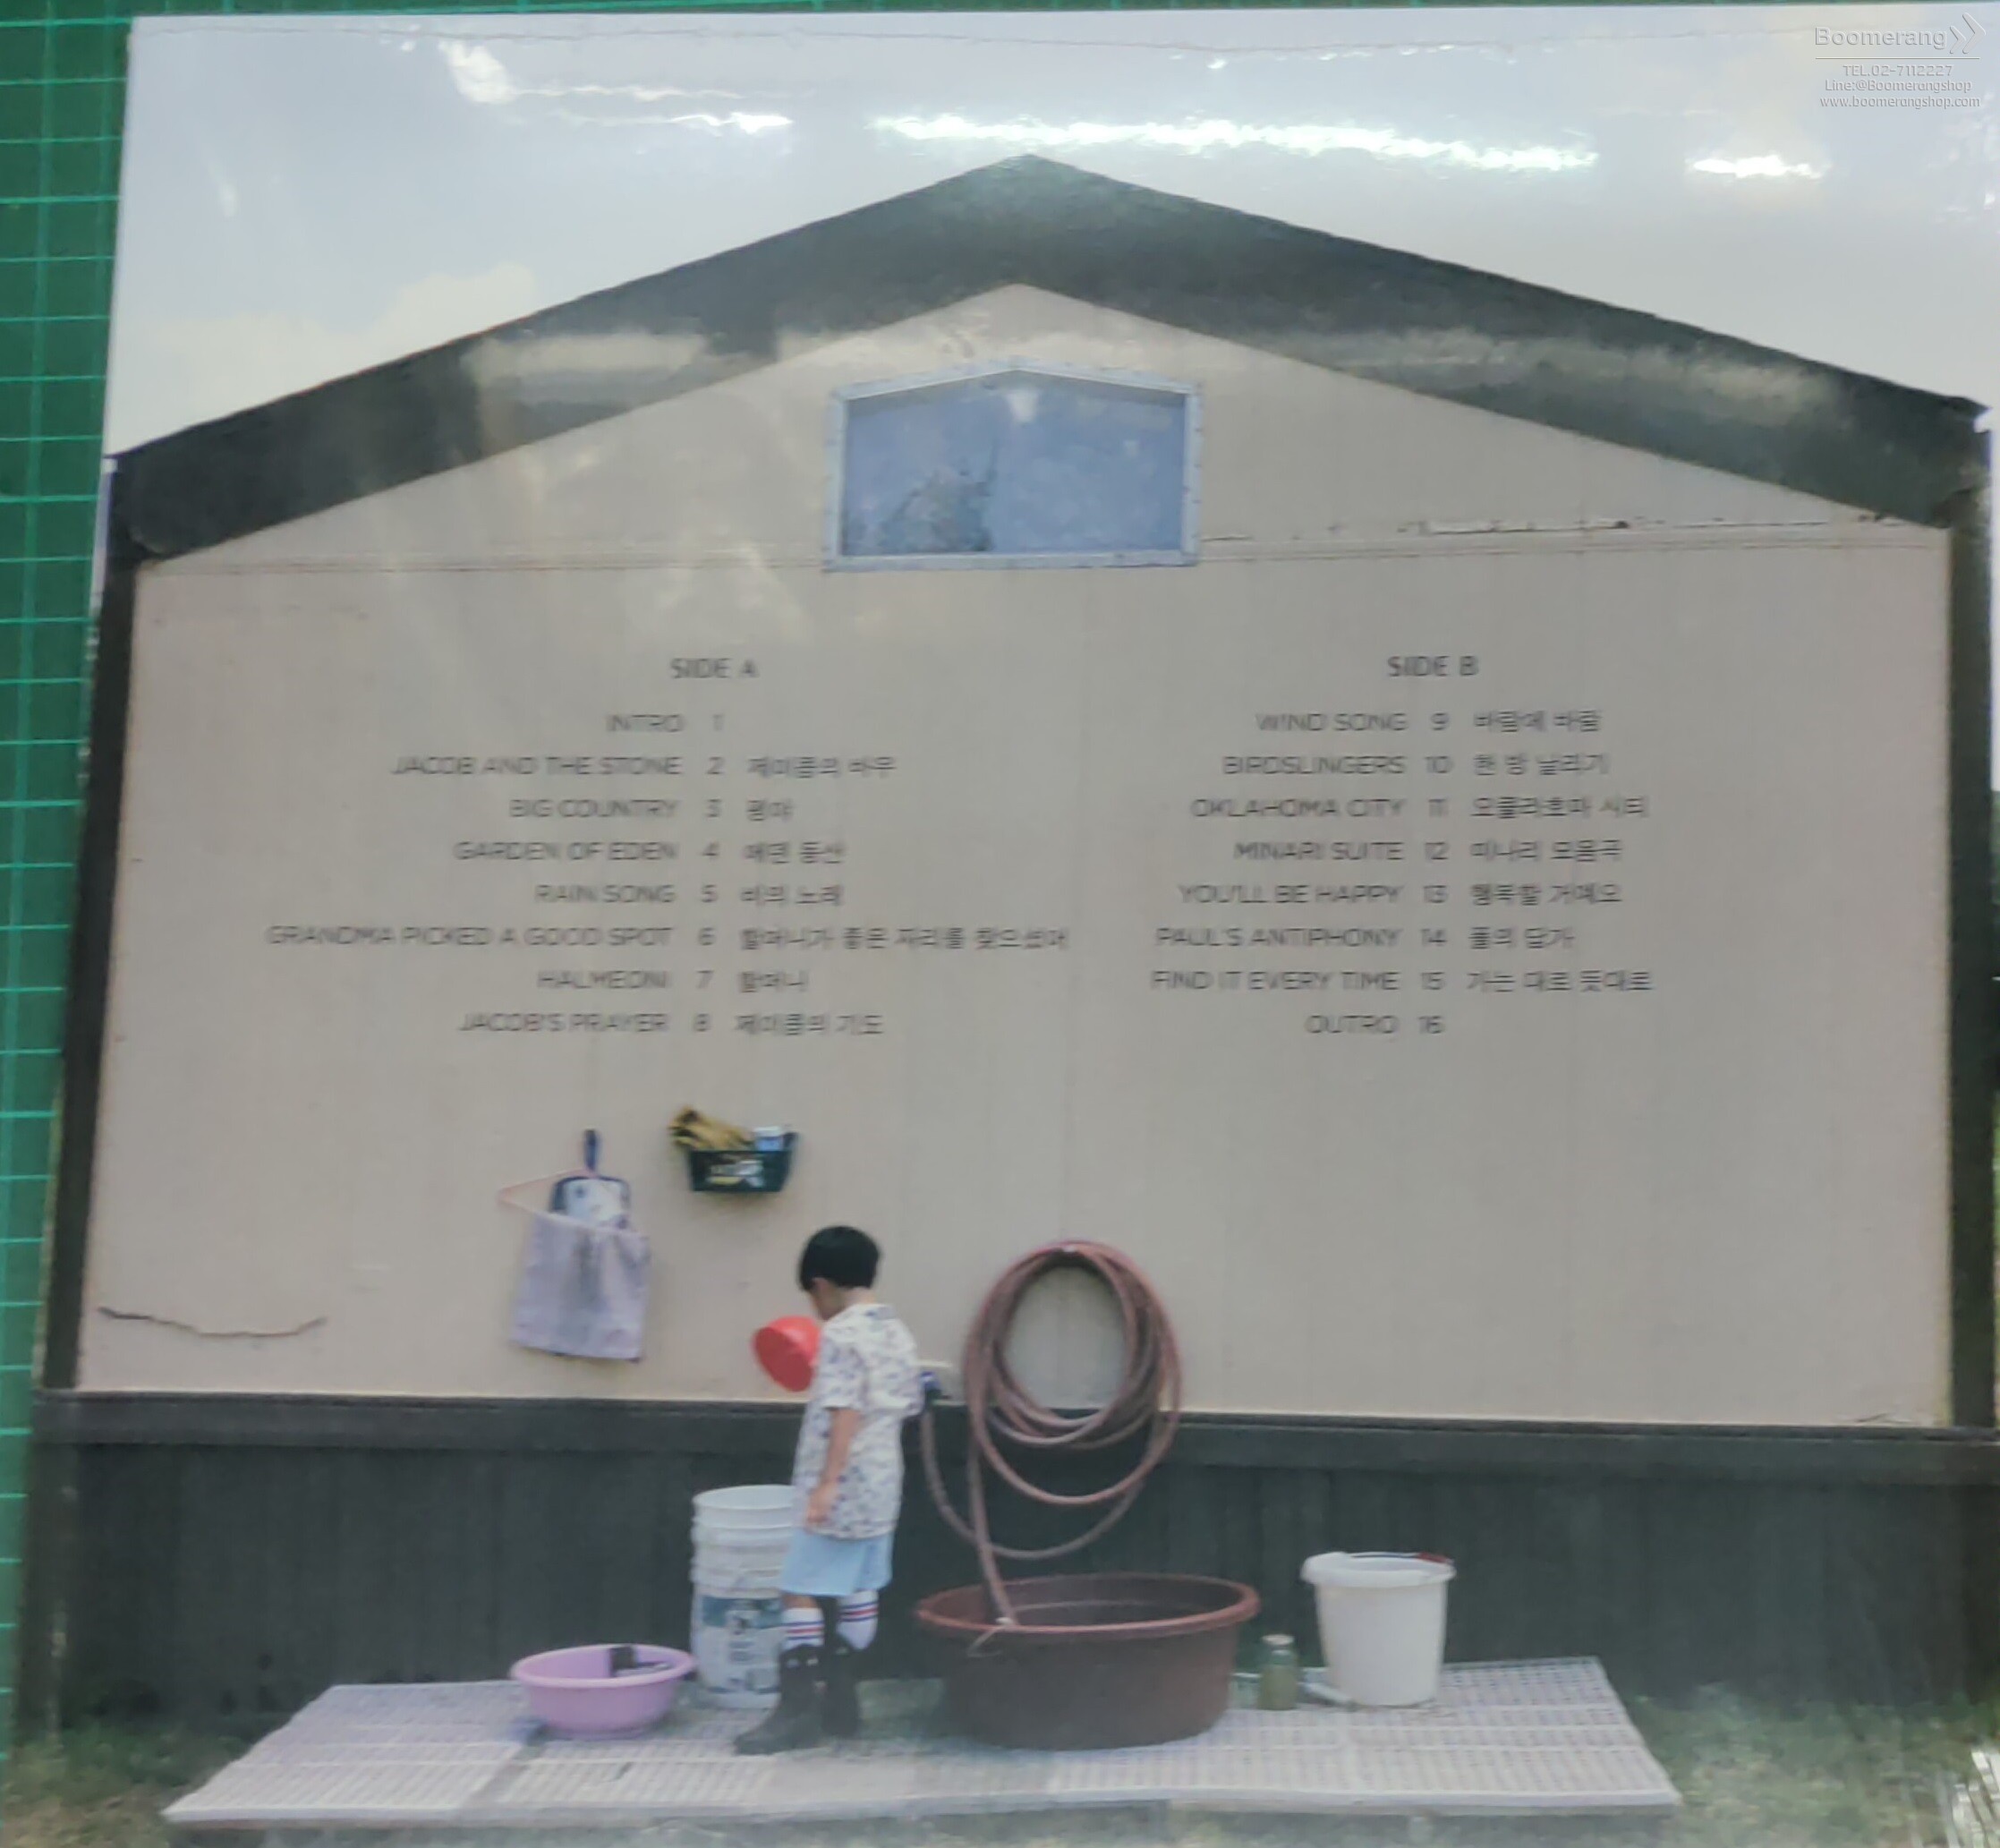 Boomerang
TEL.02-7112227
Line:@Boomerangshop
www.boomerangshop.com
SIDE A
INTRO 1
JACOB AND THE STONE 2 제이콥의
BIG COUNTRY 3 광야
GARDEN OF EDEN 4 에덴 동산
RAIN SONG 5 비의 노래
GRANDMA PICKED A GOOD SPOT 6 할머니가 좋은 자리를 찾으셨어
HALMEONI 7 할머니
JACOB'S PRAYER 8 제이콥의 기도
SIDE B
WIND SONG 9 바람에 바람
BIRDSLINGERS 10 한 방 날리기
OKLAHOMA CITY 11 오클라호마 시티
MINARI SUITE 12 미나리 모음곡
YOU'LL BE HAPPY 13 행복할 거예요
PAUL'S ANTIPHONY 14 폴의 답가
FIND IT EVERY TIME 15 가는 대로 뜻대로
OUTRO 16